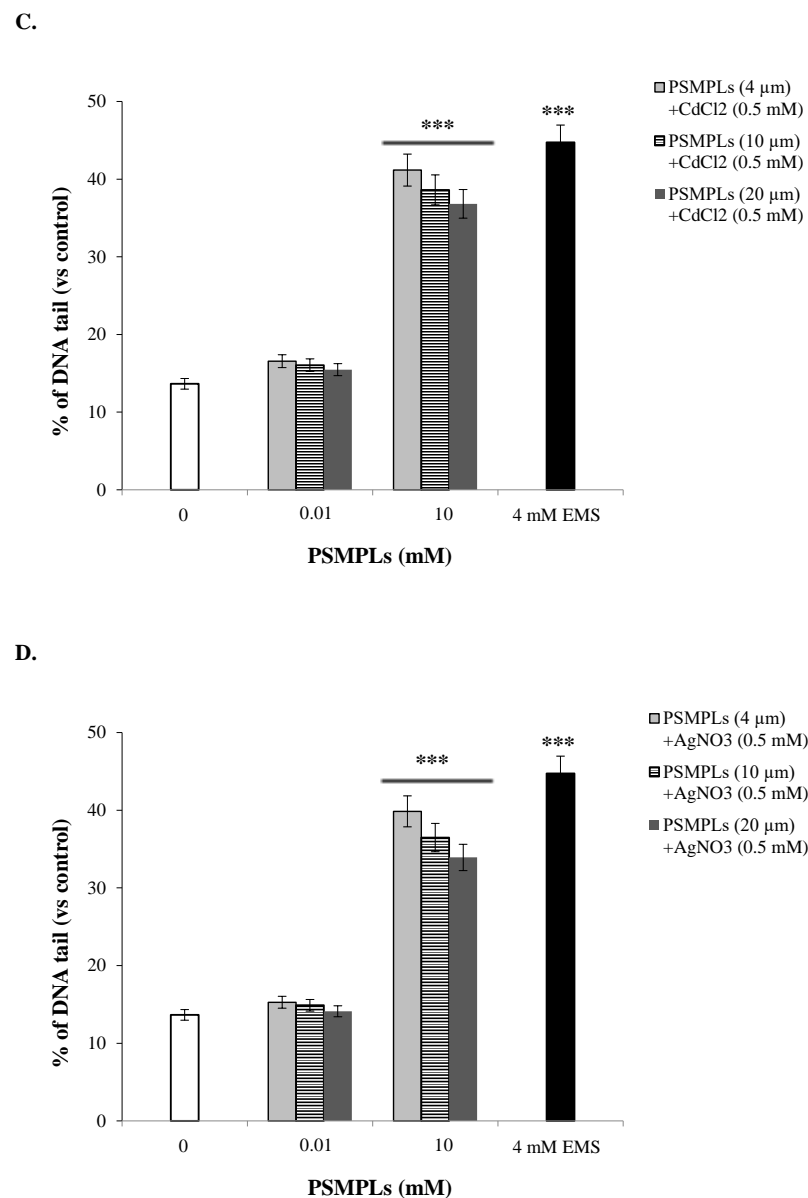 C.
PSMPLs (4 µm)
+CdCl2 (0.5 mM)
PSMPLs (10 µm)
+CdCl2 (0.5 mM)
PSMPLs (20 µm)
+CdCl2 (0.5 mM)
% of DNA tail (vs control)
50
40
30
20
10
0
***
***
0
0.01
10
4 mM EMS
PSMPLs (mM)
D.
PSMPLs (4 µm)
+AgNO3 (0.5 mM)
PSMPLs (10 µm)
+AgNO3 (0.5 mM)
PSMPLs (20 µm)
+AgNO3 (0.5 mM)
% of DNA tail (vs control)
50
40
30
20
10
0
***
***
0
0.01
10
4 mM EMS
PSMPLs (mM)